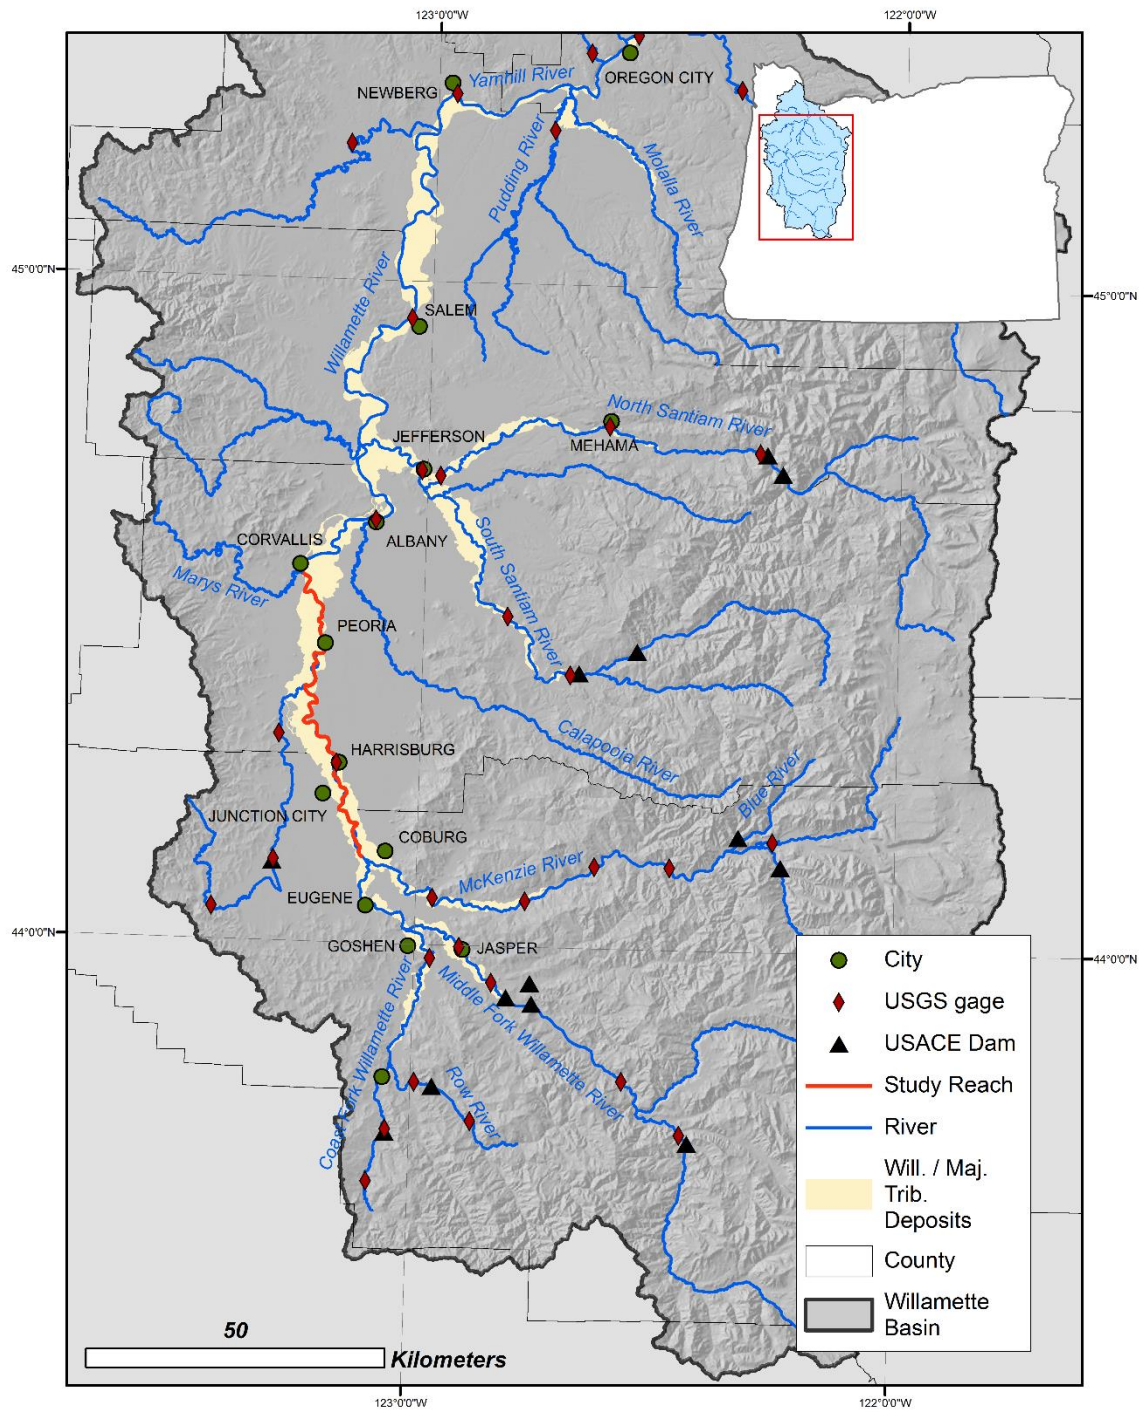 123°0'0"W
122°0'0"W
Yamhill River
OREGON CITY
NEWBERG
Pudding River
Molalla River
45°0'0"N
45°0'0"N
Willamette River
SALEM
North Santiam River
JEFFERSON
MEHAMA
CORVALLIS
ALBANY
South Santiam River
Marys River
PEORIA
Calapooia River
HARRISBURG
Blue River
JUNCTION CITY
COBURG
McKenzie River
EUGENE
44°0'0"N
44°0'0"N
GOSHEN
JASPER
Coast Fork Willamette River
Middle Fork Willamette River
Row River
City
USGS gage
USACE Dam
Study Reach
River
Will. / Maj.
Trib.
Deposits
County
Willamette
Basin
50
Kilometers
123°0'0"W
122°0'0"W